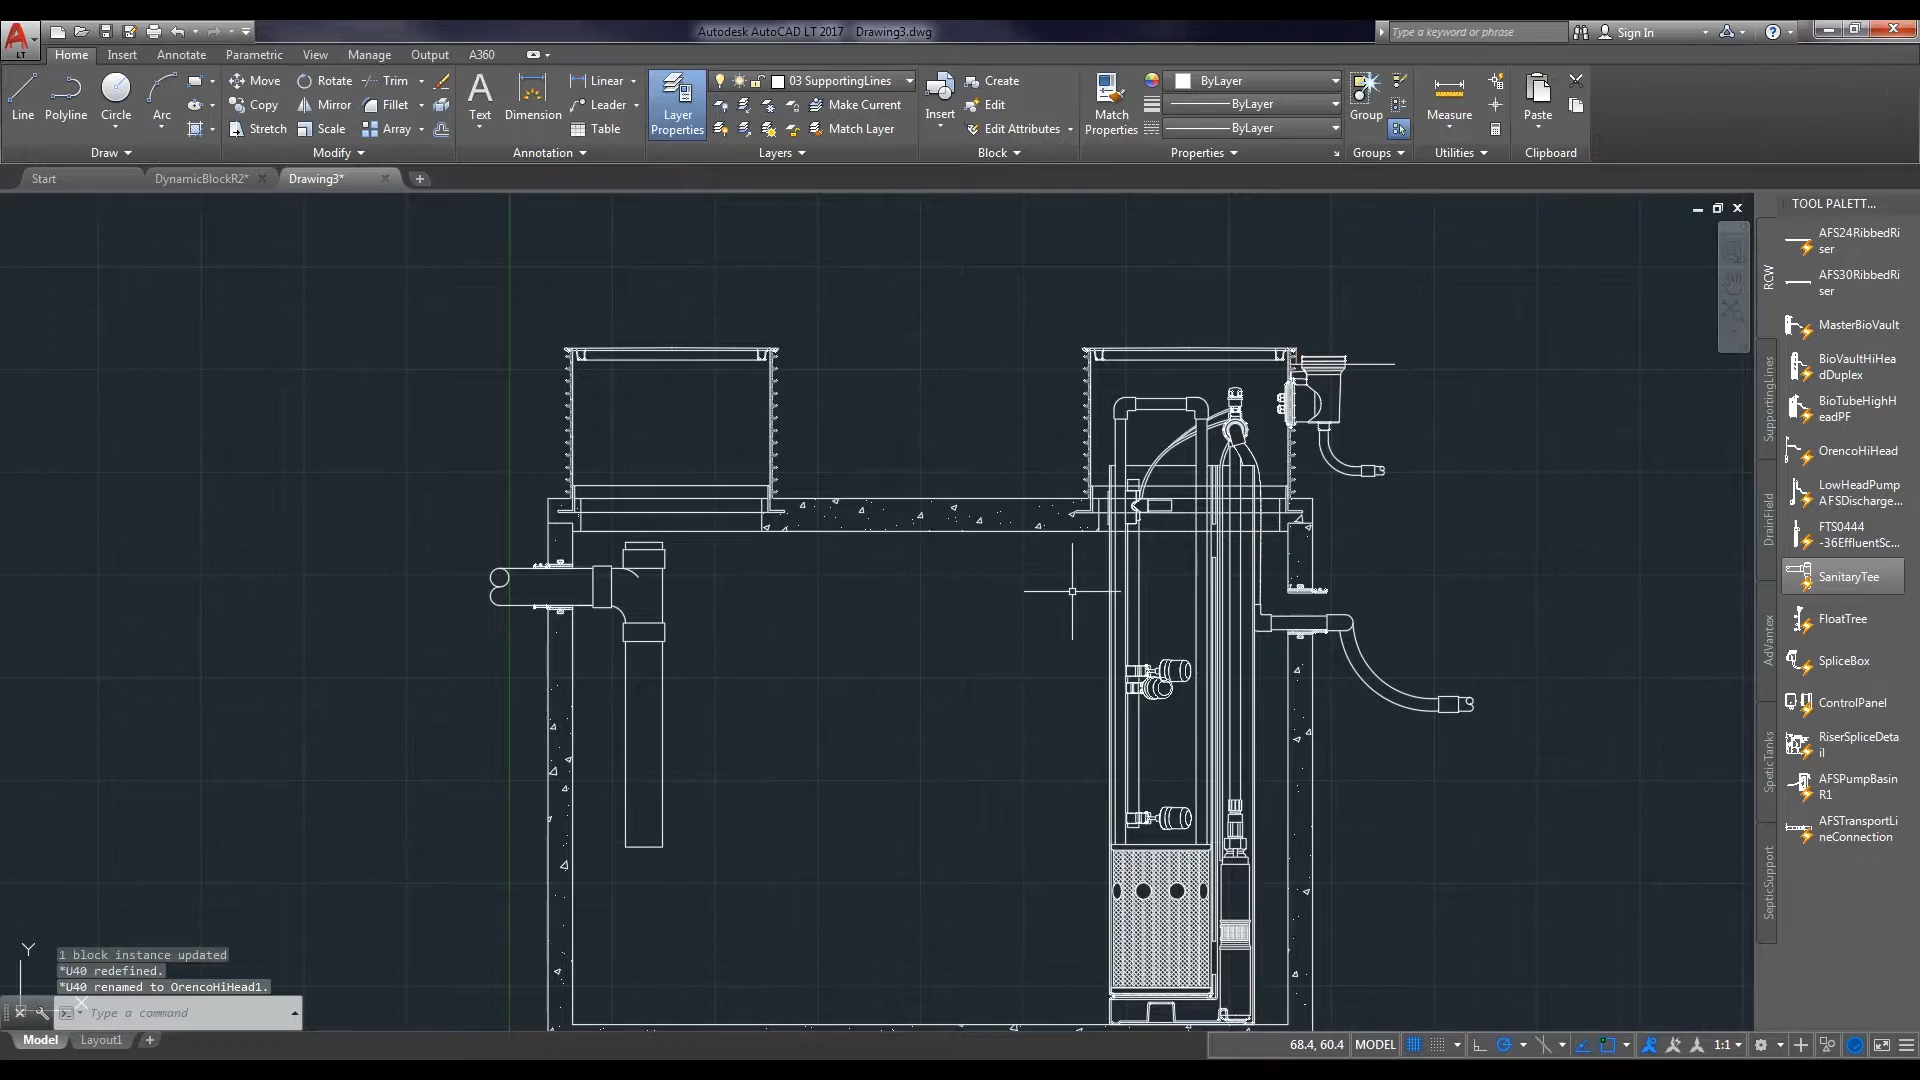 Autodesk AutoCAD LT 2017    Drawing3.dwg
Type a keyword or phrase
Sign In
LT
Home Insert Annotate Parametric View Manage Output A360
Line
Polyline
Circle
Arc
Move Rotate Trim
Copy Mirror Fillet
Stretch Scale Array
Text
Dimension
Linear
Leader
Table
Layer
Properties
03 SupportingLines
Make Current
Match Layer
Insert
Create
Edit
Edit Attributes
Match
Properties
ByLayer
ByLayer
ByLayer
Group
Measure
Paste
Draw Modify Annotation Layers Block Properties Groups Utilities Clipboard
Start DynamicBlockR2* Drawing3*
TOOL PALETT...
AFS24RibbedRi
ser
AFS30RibbedRi
ser
MasterBioVault
BioVaultHiHea
dDuplex
BioTubeHighH
eadPF
OrencoHiHead
LowHeadPump
AFSDischarge...
FTS0444
-36EffluentSc...
SanitaryTee
FloatTree
SpliceBox
ControlPanel
RiserSpliceDeta
il
AFSPumpBasin
R1
AFSTransportLi
neConnection
RCW
SupportingLines
DrainField
AdVantex
SpeticTanks
SepticSupport
Y
X
1 block instance updated
*U40 redefined.
*U40 renamed to OrencoHiHead1.
Type a command
Model Layout1
68.4, 60.4 MODEL 1:1